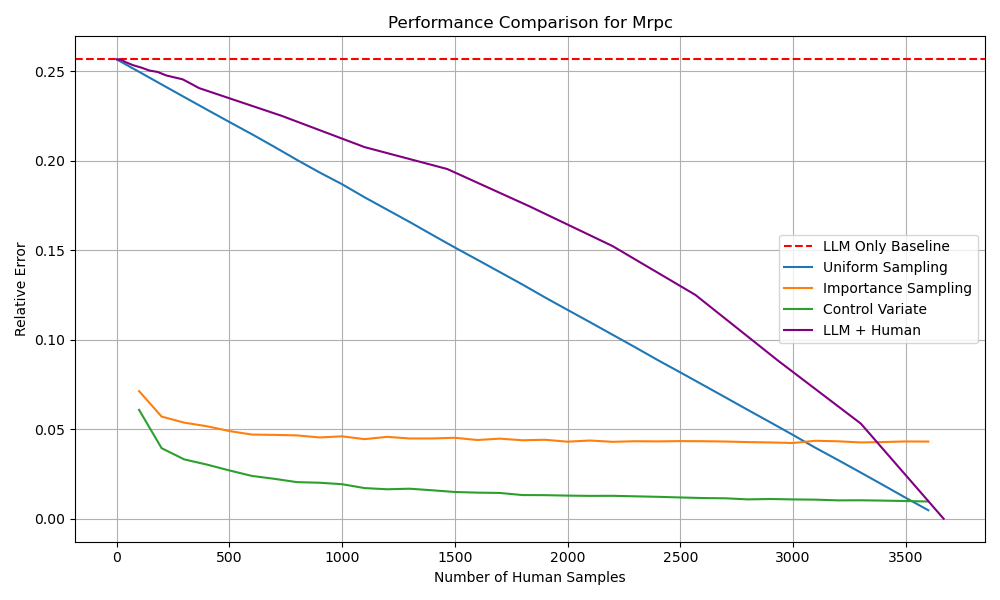 Performance Comparison for Mrpc
Relative Error
0.25
0.20
0.15
0.10
0.05
0.00
LLM Only Baseline
Uniform Sampling
Importance Sampling
Control Variate
LLM + Human
0 500 1000 1500 2000 2500 3000 3500
Number of Human Samples